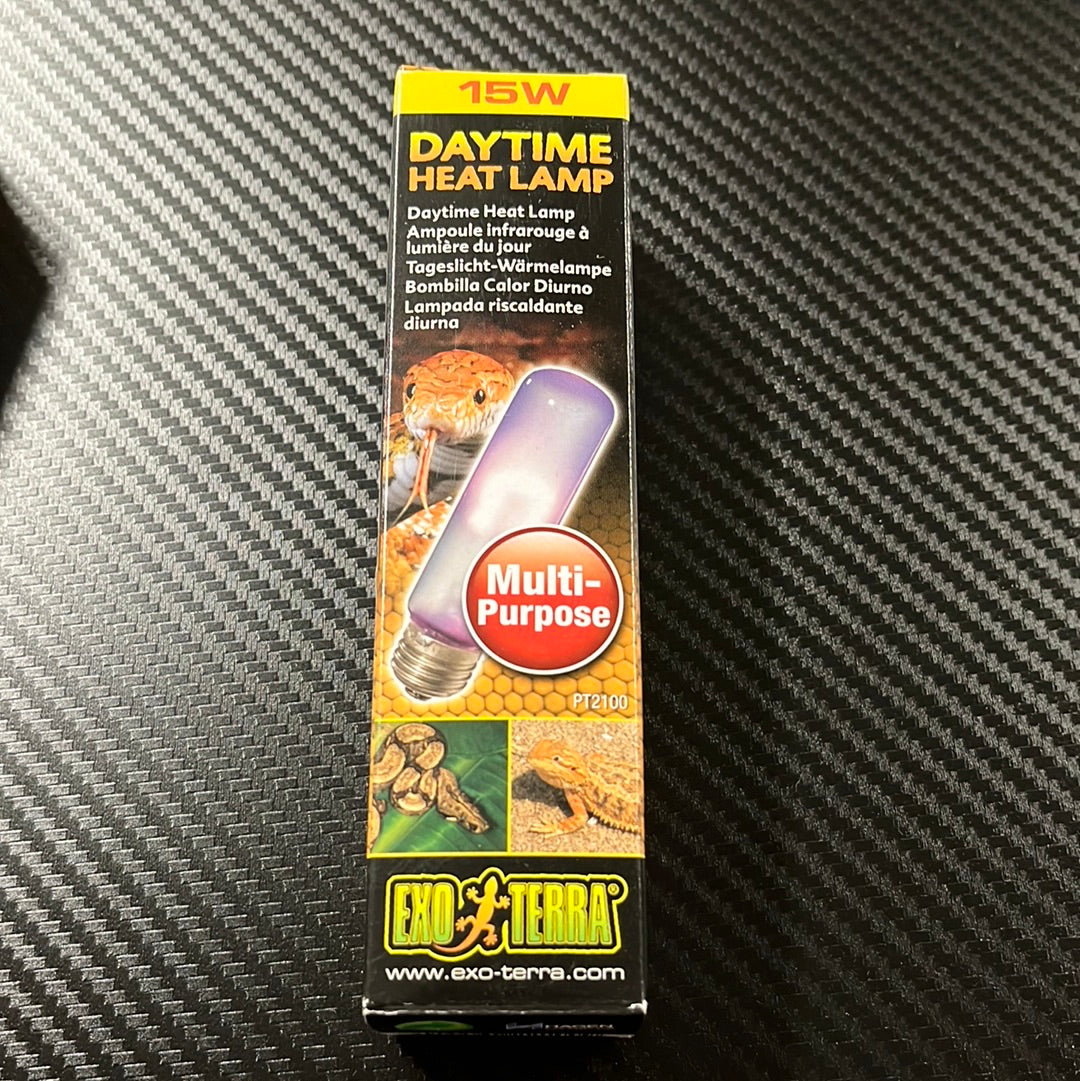 15W
DAYTIME
HEAT LAMP
Daytime Heat Lamp
Ampoule infrarouge à
lumière du jour
Tageslicht-Wärmelampe
Bombilla Calor Diurno
Lampada riscaldante
diurna
Multi-
Purpose
PT2100
EXO TERRA®
www.exo-terra.com
HAGEN